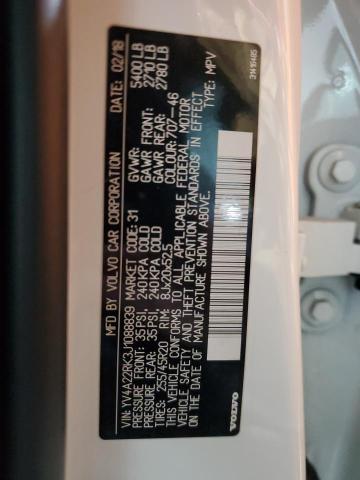 MFD BY VOLVO CAR CORPORATION DATE: 02/18
VIN: YV4A22RK3J1088839 MARKET CODE: 31 GVWR: 5400 LB
PRESSURE FRONT: 35 PSI, 240 KPA COLD GAWR FRONT: 2710 LB
PRESSURE REAR: 35 PSI, 240 KPA COLD GAWR REAR: 2780 LB
TIRE: 255/45R20 RIM: 8Jx20x52.5 COLOUR: 707-46
THIS VEHICLE CONFORMS TO ALL APPLICABLE FEDERAL MOTOR
VEHICLE SAFETY AND THEFT PREVENTION STANDARDS IN EFFECT
ON THE DATE OF MANUFACTURE SHOWN ABOVE. TYPE: MPV
VOLVO 31416485